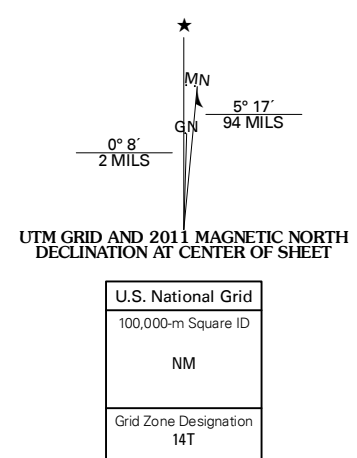 ★
MN
GN
5° 17´
94 MILS
0° 8´
2 MILS
UTM GRID AND 2011 MAGNETIC NORTH
DECLINATION AT CENTER OF SHEET
U.S. National Grid
100,000-m Square ID
NM
Grid Zone Designation
14T